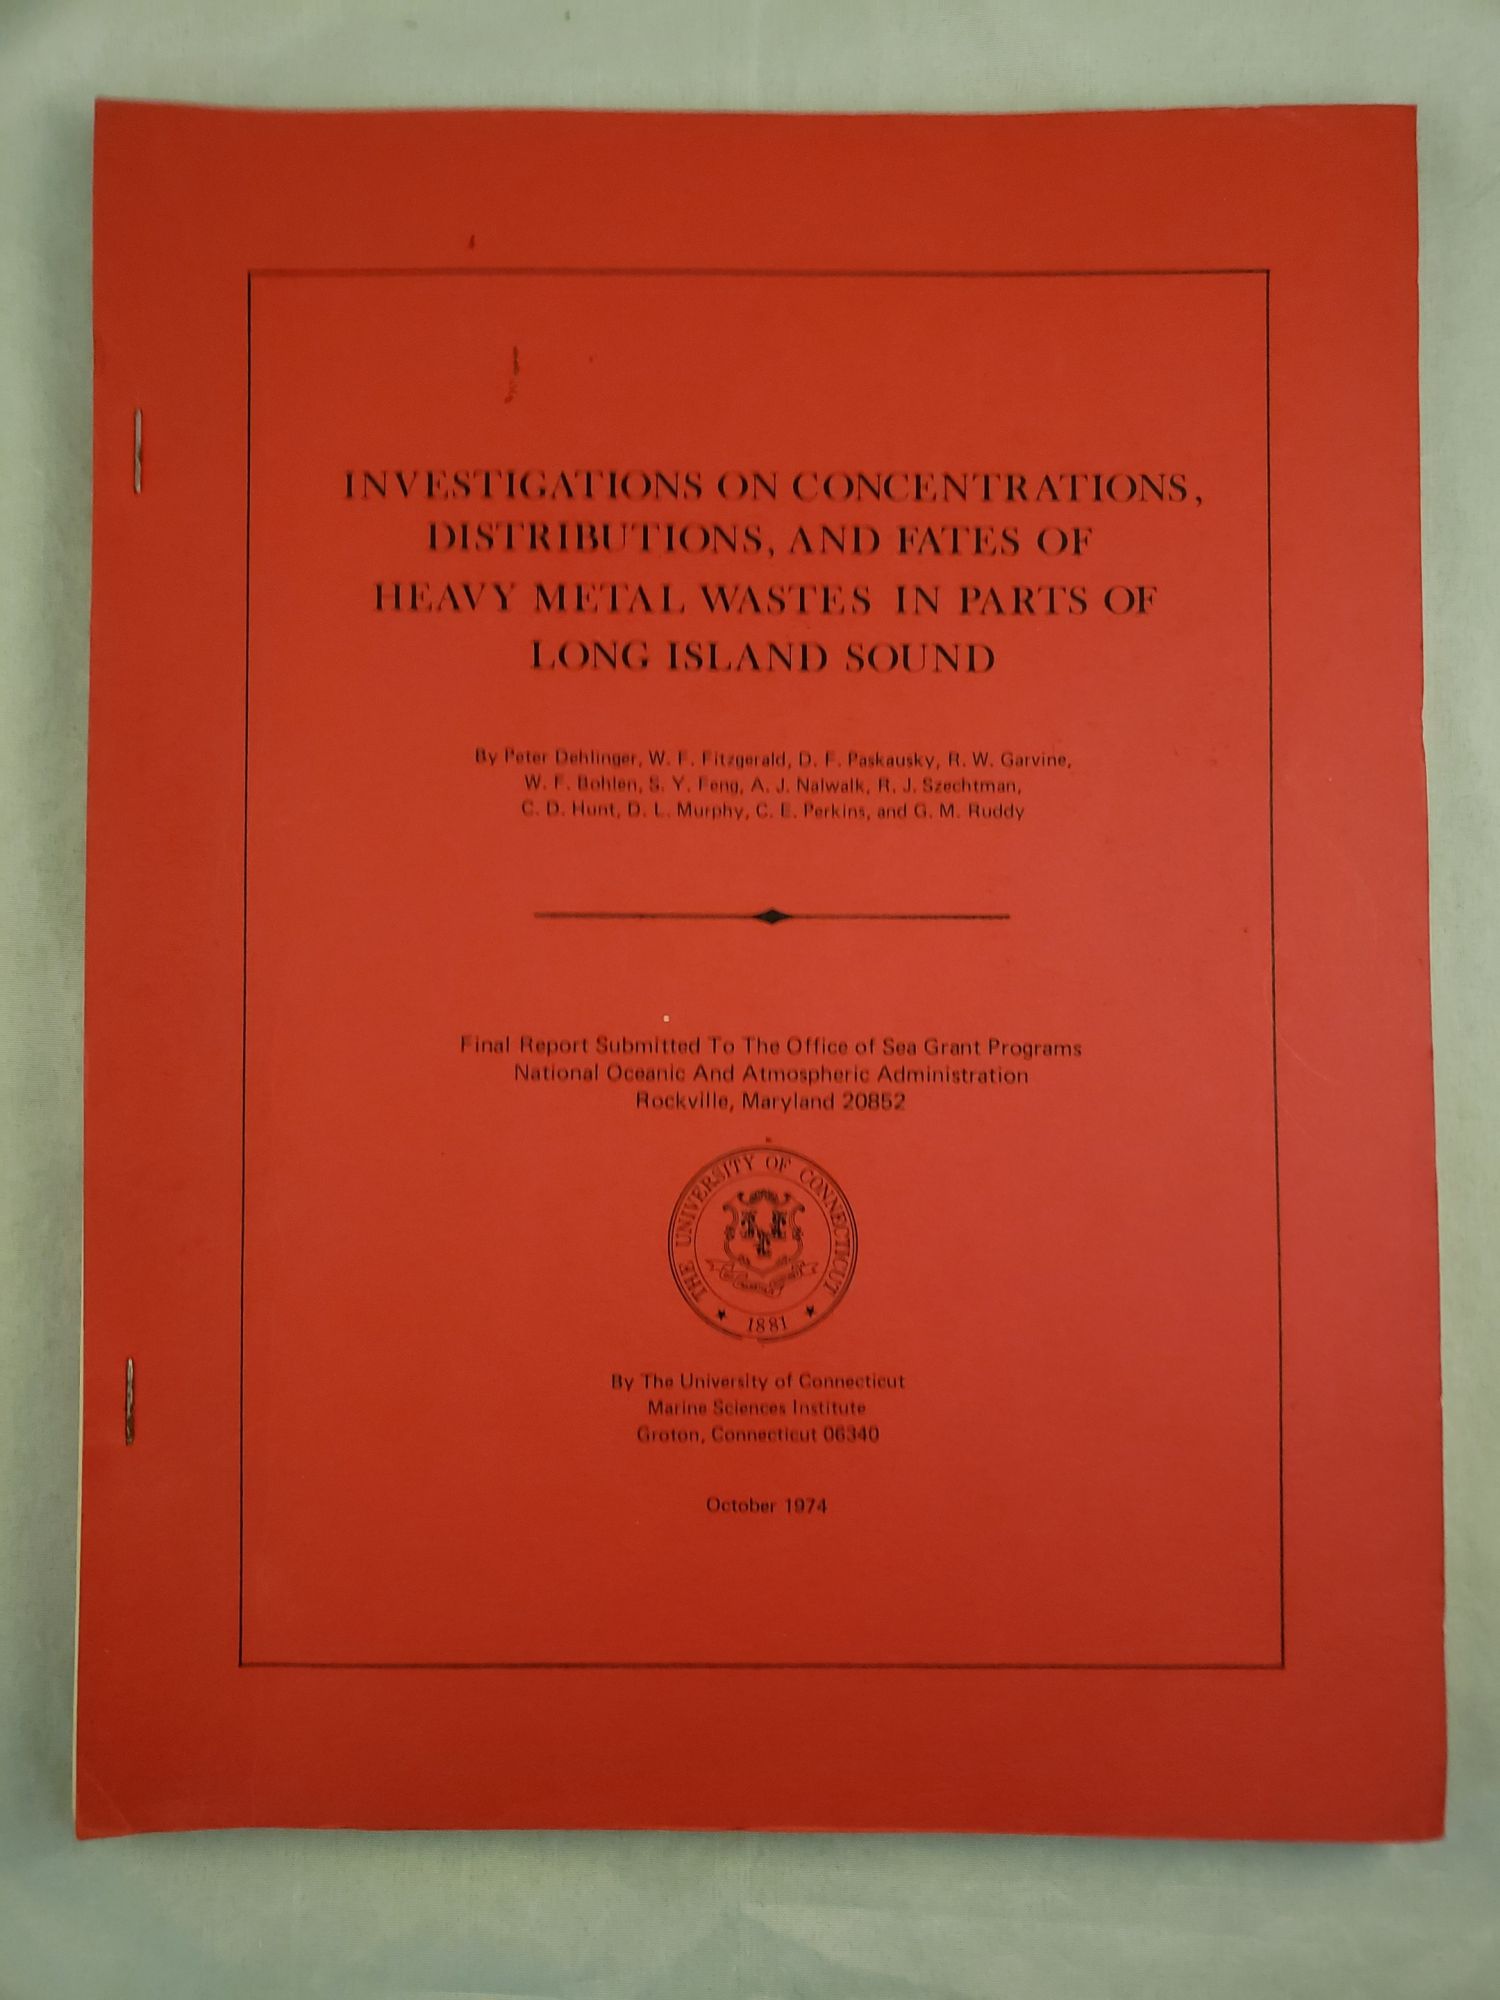 INVESTIGATIONS ON CONCENTRATIONS,
DISTRIBUTIONS, AND FATES OF
HEAVY METAL WASTES IN PARTS OF
LONG ISLAND SOUND
By Peter Dehlinger, W. F. Fitzgerald, D. F. Paskausky, R. W. Garvine,
W. F. Bohlen, S. Y. Feng, A. J. Nalwalk, R. J. Szechtman,
C. D. Hunt, D. L. Murphy, C. E. Perkins, and G. M. Ruddy
Final Report Submitted To The Office of Sea Grant Programs
National Oceanic And Atmospheric Administration
Rockville, Maryland 20852
THE UNIVERSITY OF CONNECTICUT
1881
By The University of Connecticut
Marine Sciences Institute
Groton, Connecticut 06340
October 1974